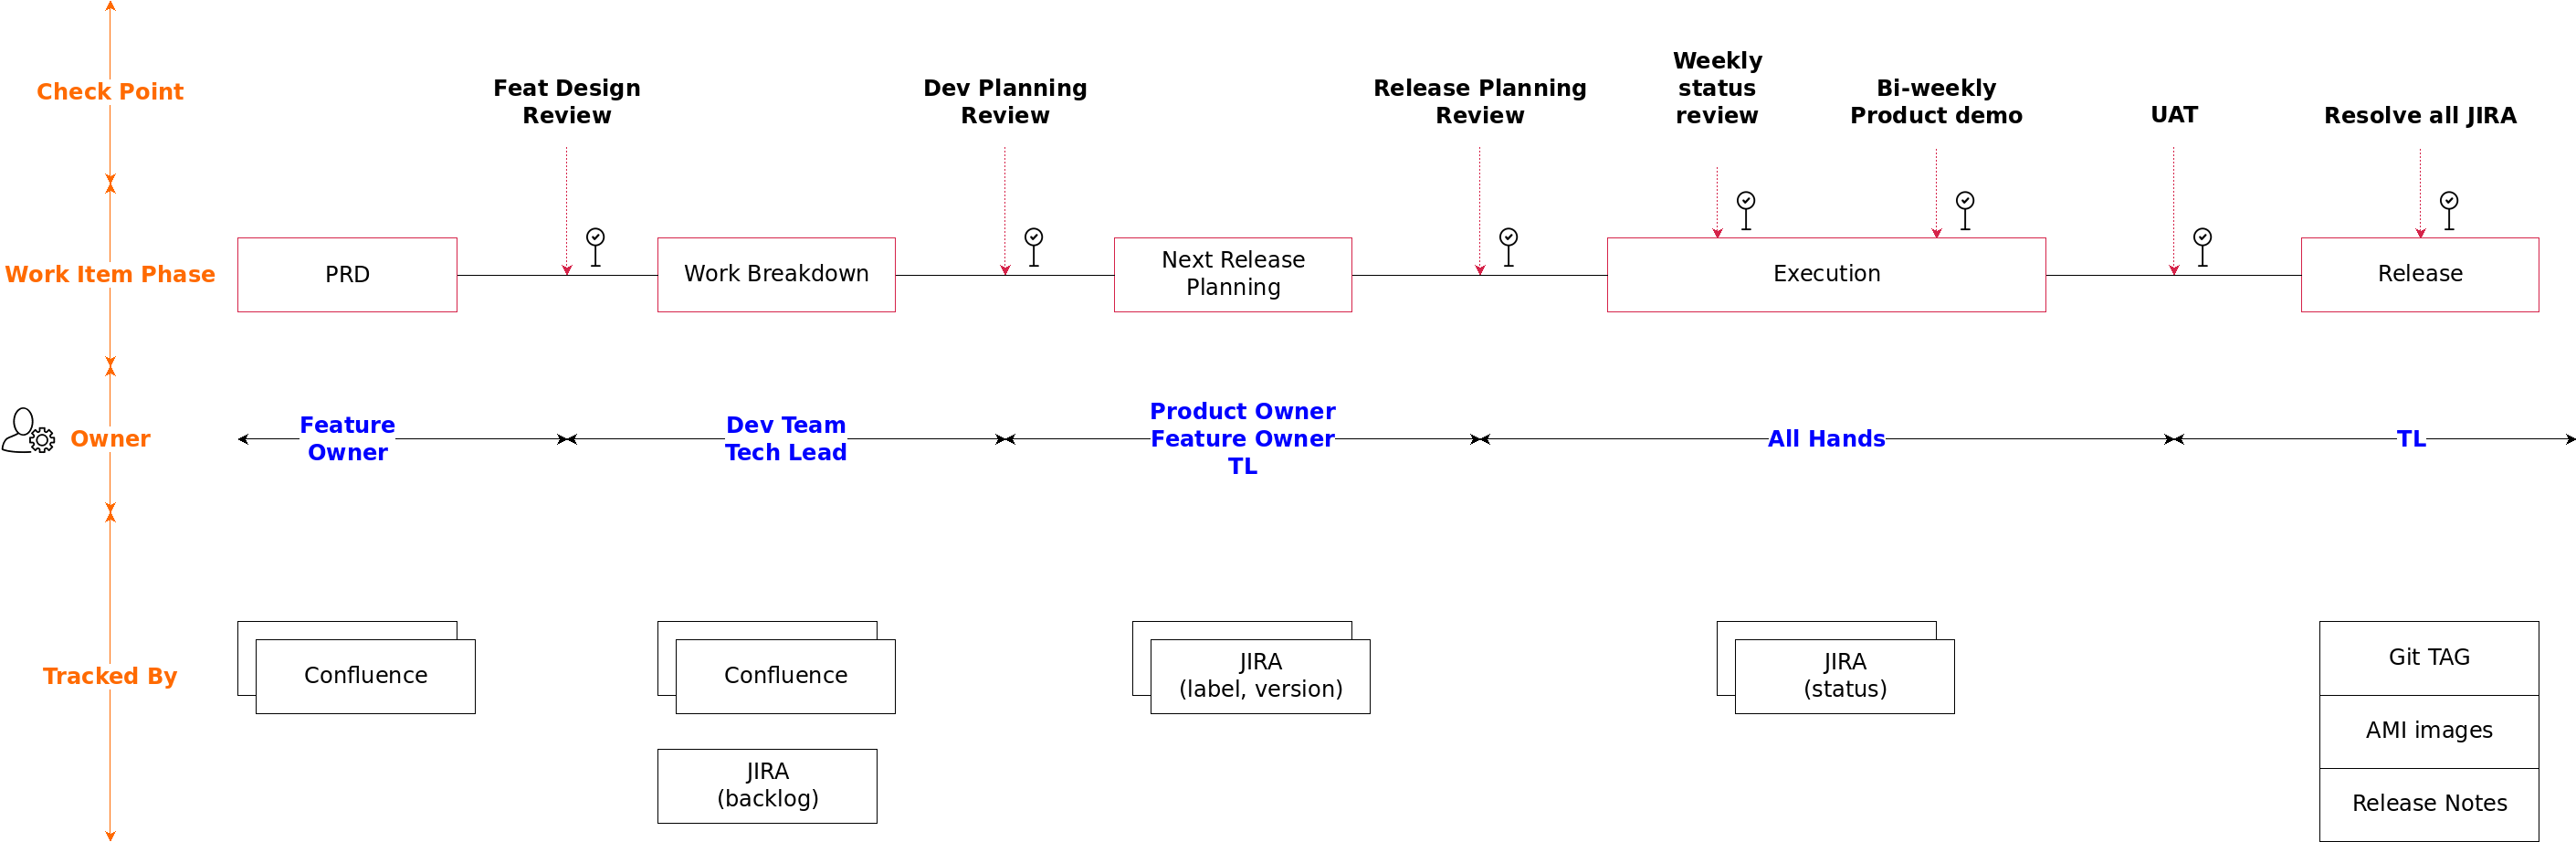 Check Point
Feat Design
Review
Dev Planning
Review
Release Planning
Review
Weekly
status
review
Bi-weekly
Product demo
UAT
Resolve all JIRA
Work Item Phase
PRD
Work Breakdown
Next Release
Planning
Execution
Release
Owner
Feature
Owner
Dev Team
Tech Lead
Product Owner
Feature Owner
TL
All Hands
TL
Tracked By
Confluence
Confluence
JIRA
(backlog)
JIRA
(label, version)
JIRA
(status)
Git TAG
AMI images
Release Notes